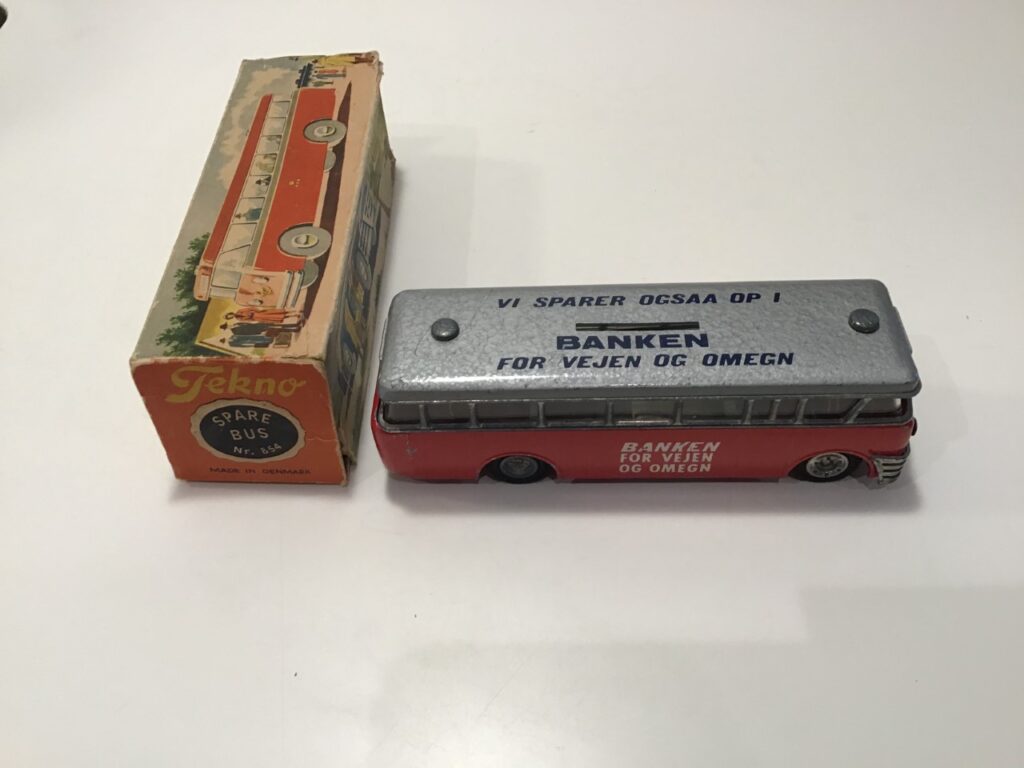 Tekno
SPARE
BUS
Nr. 854
MADE IN DENMARK
VI SPARER OGSAA OP I
BANKEN
FOR VEJEN OG OMEGN
BANKEN
FOR VEJEN
OG OMEGN